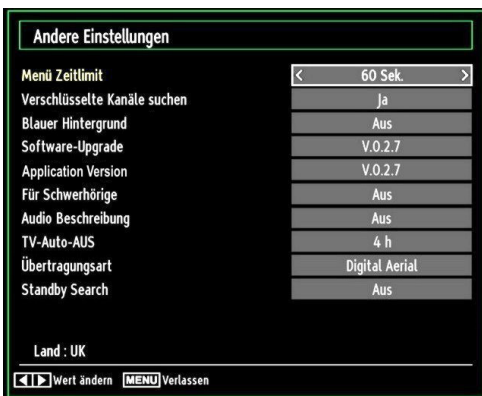 Andere Einstellungen
Menü Zeitlimit < 60 Sek. >
Verschlüsselte Kanäle suchen Ja
Blauer Hintergrund Aus
Software-Upgrade V.0.2.7
Application Version V.0.2.7
Für Schwerhörige Aus
Audio Beschreibung Aus
TV-Auto-AUS 4 h
Übertragungsart Digital Aerial
Standby Search Aus
Land : UK
Wert ändern MENU Verlassen